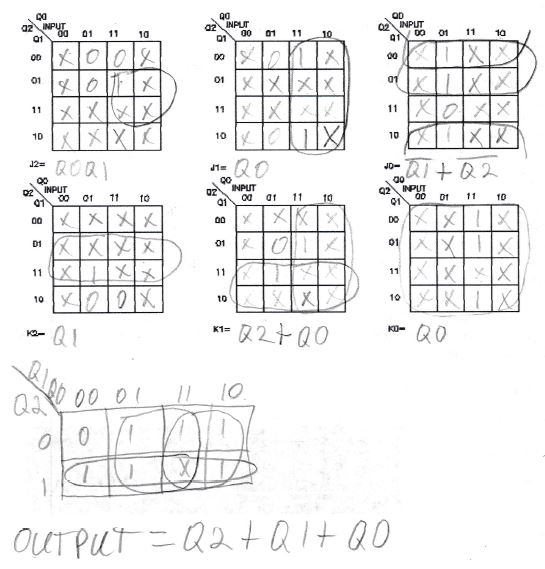 Q0 Q0 Q0
Q2 INPUT Q2 INPUT Q2 INPUT
Q1 00 01 11 10 Q1 00 01 11 10 Q1 00 01 11 10
00 X 0 0 X 00 X 0 1 X 00 X 1 X X
01 X 0 1 X 01 X X X X 01 X 1 X X
11 X X X X 11 X X X X 11 X 0 X X
10 X X X X 10 X 0 1 X 10 X 1 X X
J2= Q0Q1 J1= Q0 J0= Q̅1̅ + Q̅2̅
Q0 Q0 Q0
Q2 INPUT Q2 INPUT Q2 INPUT
Q1 00 01 11 10 Q1 00 01 11 10 Q1 00 01 11 10
00 X X X X 00 X X X X 00 X X 1 X
01 X X X X 01 X 0 1 X 01 X X 1 X
11 X 1 X X 11 X 1 X X 11 X X X X
10 X 0 0 X 10 X X X X 10 X X 1 X
K2= Q1 K1= Q2+Q0 K0= Q0
Q1
Q0 00 01 11 10
Q2
0 0 1 1 1
1 1 1 X 1
OUTPUT = Q2 + Q1 + Q0